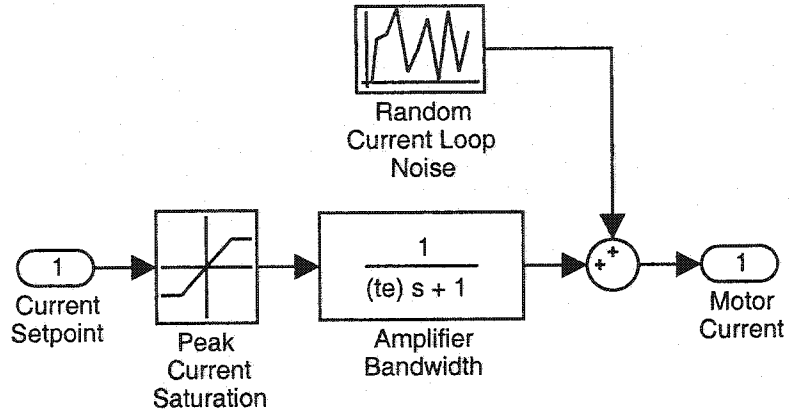 Random
Current Loop
Noise
1
Current
Setpoint
Peak
Current
Saturation
1
(te) s + 1
Amplifier
Bandwidth
+
+
1
Motor
Current